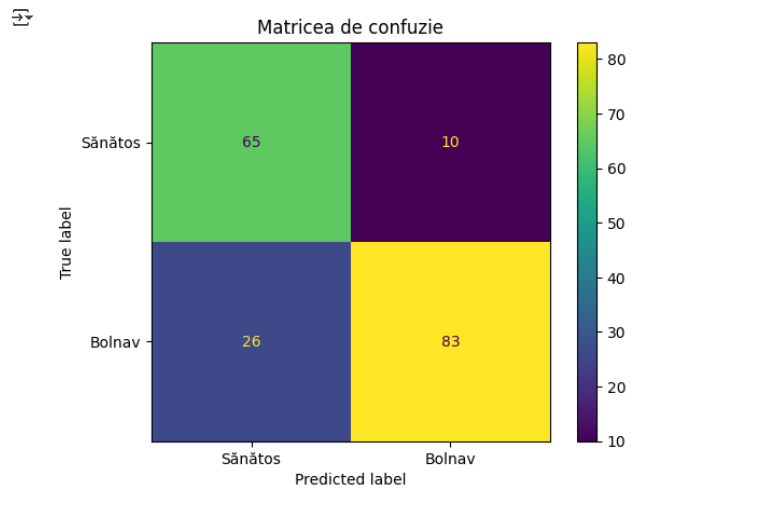 Matricea de confuzie
80
70
Sănătos
65
10
60
True label
50
40
Bolnav
26
83
30
20
10
Sănătos
Bolnav
Predicted label